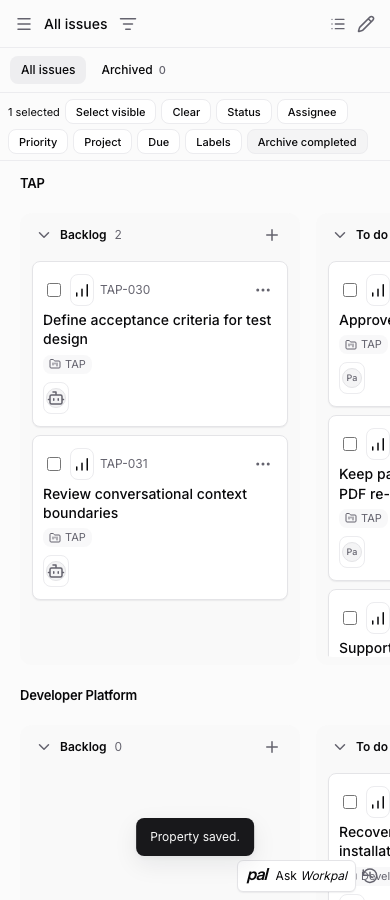 All issues
All issues
Archived 0
1 selected
Select visible
Clear
Status
Assignee
Priority
Project
Due
Labels
Archive completed
TAP
Backlog 2
TAP-030
Define acceptance criteria for test
design
TAP
TAP-031
Review conversational context
boundaries
TAP
To do
Approve
TAP
Pa
Keep pa
PDF re-
TAP
Pa
Support
Developer Platform
Backlog 0
To do
Recover
installat
Property saved.
pal Ask Workpal